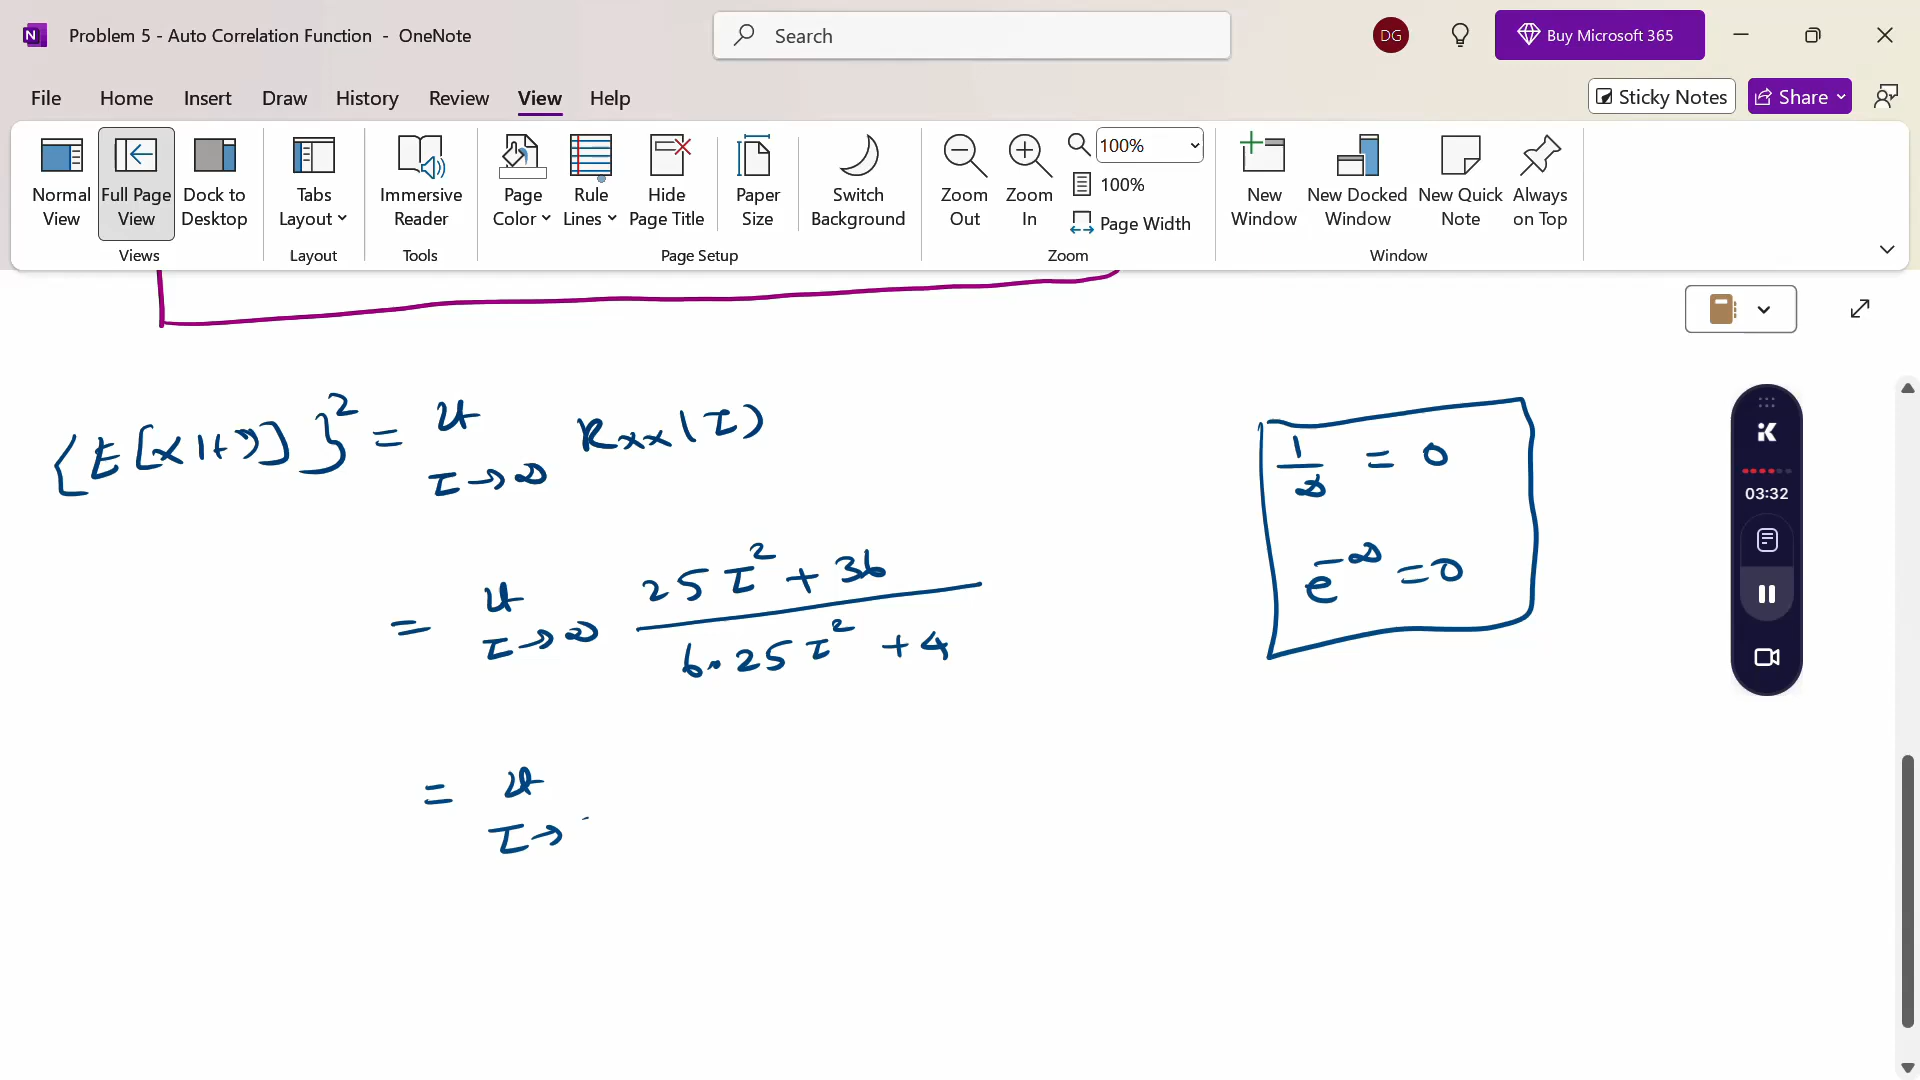 Problem 5 - Auto Correlation Function - OneNote
Search
DG
Buy Microsoft 365
File Home Insert Draw History Review View Help
Sticky Notes
Share
Normal View
Full Page View
Dock to Desktop
Views
Tabs Layout
Layout
Immersive Reader
Tools
Page Color
Rule Lines
Hide Page Title
Paper Size
Page Setup
Switch Background
Zoom Out
Zoom In
100%
100%
Page Width
Zoom
New Window
New Docked Window
New Quick Note
Always on Top
Window
{E[X(t)]}² = lt τ→∞ Rxx(τ)
= lt τ→∞ (25τ² + 36) / (6.25τ² + 4)
= lt τ→
1/∞ = 0
e^-∞ = 0
03:32